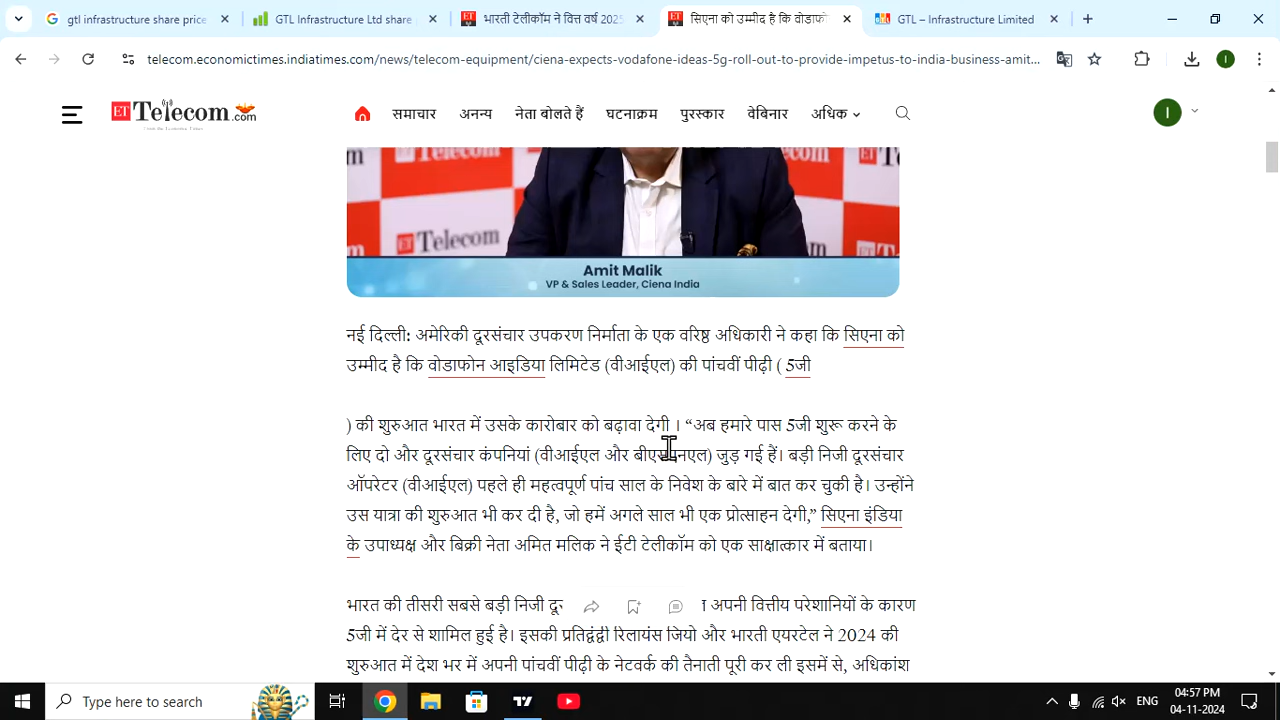 gtl infrastructure share price
GTL Infrastructure Ltd share
भारती टेलीकॉम ने वित्त वर्ष 2025
सिएना को उम्मीद है कि वोडाफो
GTL – Infrastructure Limited
telecom.economictimes.indiatimes.com/news/telecom-equipment/ciena-expects-vodafone-ideas-5g-roll-out-to-provide-impetus-to-india-business-amit...
I
ET Telecom.com
समाचार
अनन्य
नेता बोलते हैं
घटनाक्रम
पुरस्कार
वेबिनार
अधिक
I
TELECOM
ET Telecom
Amit Malik
VP & Sales Leader, Ciena India
नई दिल्ली: अमेरिकी दूरसंचार उपकरण निर्माता के एक वरिष्ठ अधिकारी ने कहा कि सिएना को
उम्मीद है कि वोडाफोन आइडिया लिमिटेड (वीआईएल) की पांचवीं पीढ़ी ( 5जी
) की शुरुआत भारत में उसके कारोबार को बढ़ावा देगी । “अब हमारे पास 5जी शुरू करने के
लिए दो और दूरसंचार कंपनियां (वीआईएल और बीएसएनएल) जुड़ गई हैं। बड़ी निजी दूरसंचार
ऑपरेटर (वीआईएल) पहले ही महत्वपूर्ण पांच साल के निवेश के बारे में बात कर चुकी है। उन्होंने
उस यात्रा की शुरुआत भी कर दी है, जो हमें अगले साल भी एक प्रोत्साहन देगी,” सिएना इंडिया
के उपाध्यक्ष और बिक्री नेता अमित मलिक ने ईटी टेलीकॉम को एक साक्षात्कार में बताया।
भारत की तीसरी सबसे बड़ी निजी अपनी वित्तीय परेशानियों के कारण
5जी में देर से शामिल हुई है। इसकी प्रतिद्वंद्वी रिलायंस जियो और भारती एयरटेल ने 2024 की
शुरुआत में देश भर में अपनी पांचवीं पीढ़ी के नेटवर्क की तैनाती पूरी कर ली इसमें से, अधिकांश
Type here to search
ENG
04:57 PM
04-11-2024